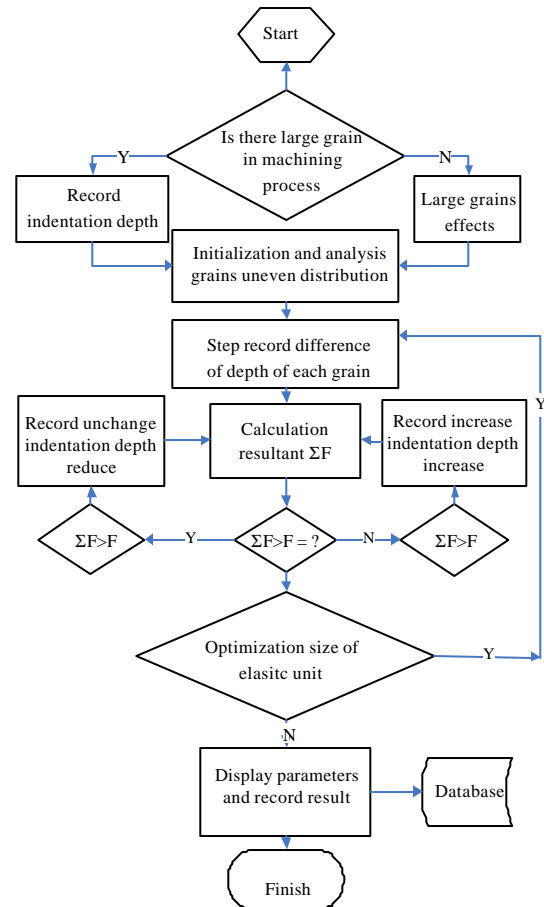 Start
Is there large grain
in machining
process
Y
N
Record
indentation depth
Large grains
effects
Initialization and analysis
grains uneven distribution
Step record difference
of depth of each grain
Y
Record unchange
indentation depth
reduce
Calculation
resultant ΣF
Record increase
indentation depth
increase
ΣF>F
Y
ΣF>F = ?
N
ΣF>F
Optimization size of
elasitc unit
Y
N
Display parameters
and record result
Database
Finish